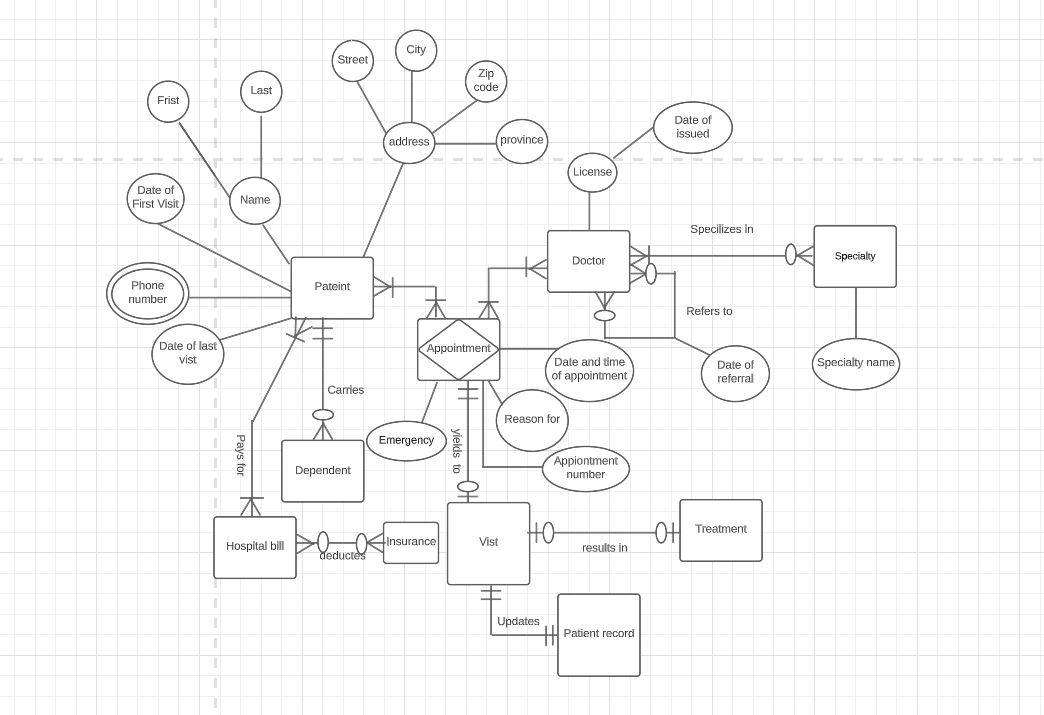 Street
City
Zip
code
Frist
Last
address
province
Date of
issued
License
Date of
First Visit
Name
Specilizes in
Doctor
Specialty
Pateint
Phone
number
Refers to
Date of last
vist
Appointment
Date and time
of appointment
Date of
referral
Specialty name
Carries
Reason for
Emergency
Pays for
yields to
Dependent
Appiontment
number
Hospital bill
deductes
Insurance
Vist
results in
Treatment
Updates
Patient record